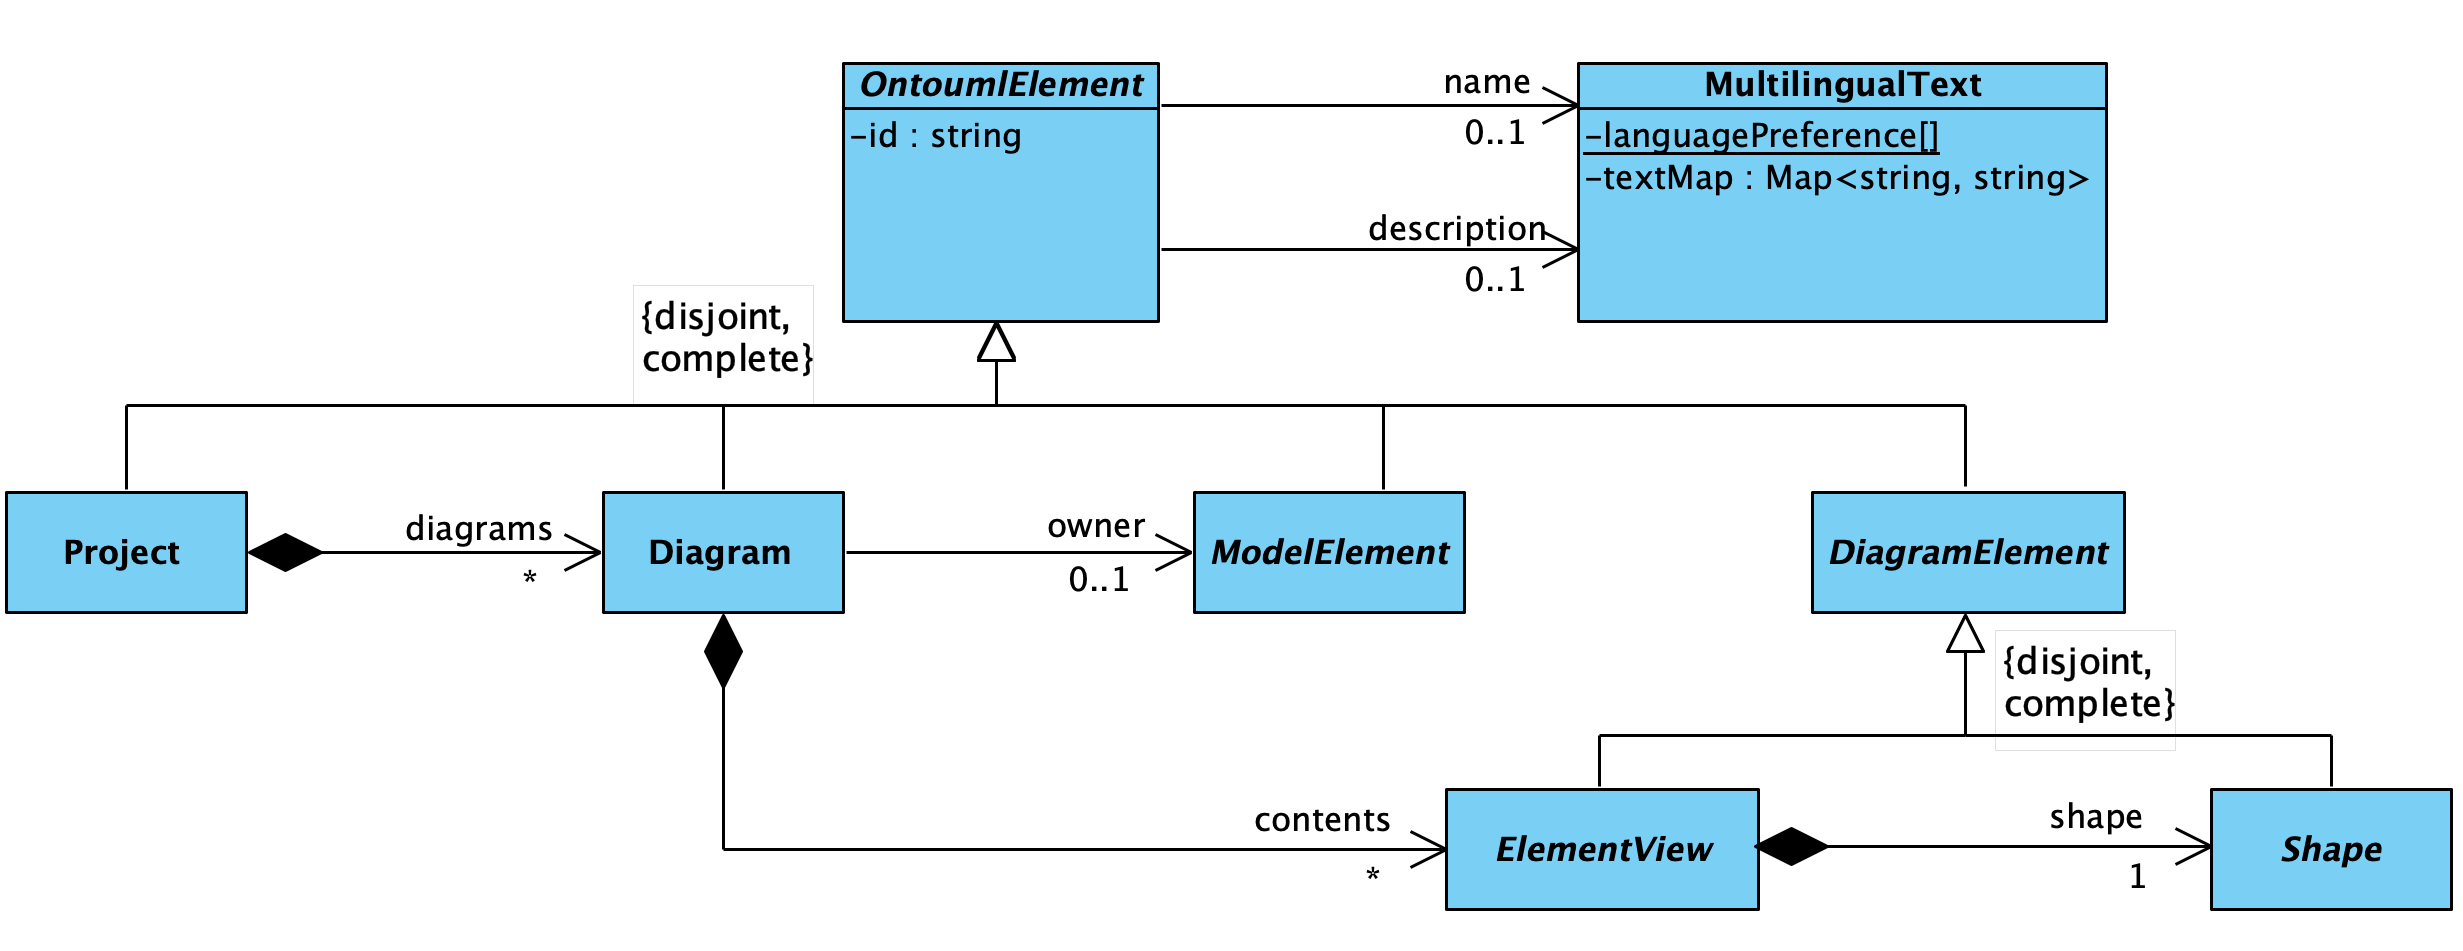 OntoumlElement
-id : string
name
0..1
description
0..1
MultilingualText
-languagePreference[]
-textMap : Map<string, string>
{disjoint,
complete}
Project
diagrams
*
Diagram
owner
0..1
ModelElement
DiagramElement
{disjoint,
complete}
contents
*
ElementView
shape
1
Shape